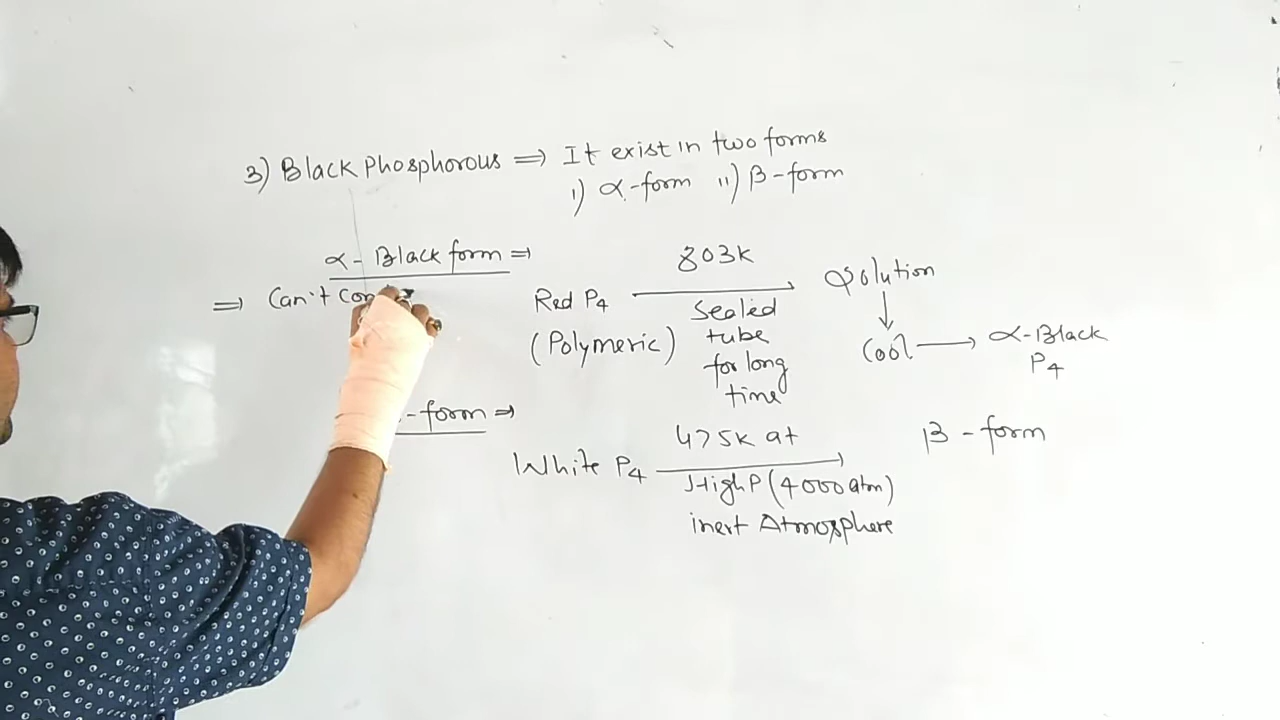 3) Black Phosphorous ⇒ It exist in two forms
i) α-form ii) β-form
α- Black form ⇒
⇒ Can't
Red P4 803K
(Polymeric) Sealed tube for long time
Solution
↓
Cool → α-Black P4
-form ⇒
White P4 475K at
High P (4000 atm)
inert Atmosphere
β - form